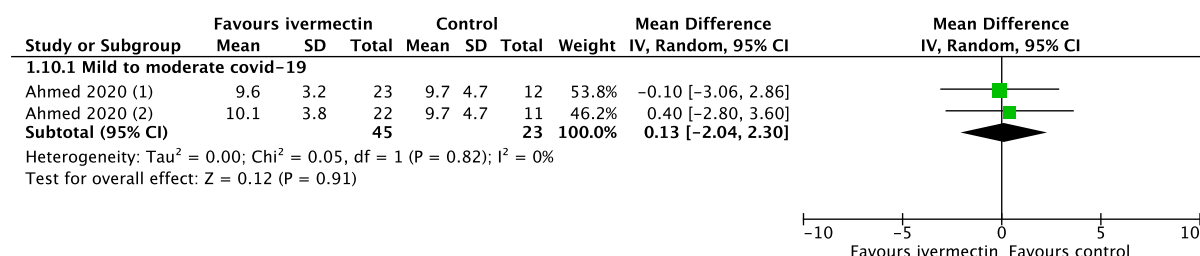 Favours ivermectin Control Mean Difference Mean Difference
Study or Subgroup Mean SD Total Mean SD Total Weight IV, Random, 95% CI IV, Random, 95% CI
1.10.1 Mild to moderate covid-19
Ahmed 2020 (1) 9.6 3.2 23 9.7 4.7 12 53.8% −0.10 [−3.06, 2.86]
Ahmed 2020 (2) 10.1 3.8 22 9.7 4.7 11 46.2% 0.40 [−2.80, 3.60]
Subtotal (95% CI) 45 23 100.0% 0.13 [−2.04, 2.30]
Heterogeneity: Tau² = 0.00; Chi² = 0.05, df = 1 (P = 0.82); I² = 0%
Test for overall effect: Z = 0.12 (P = 0.91)
−10 −5 0 5 10
Favours ivermectin Favours control